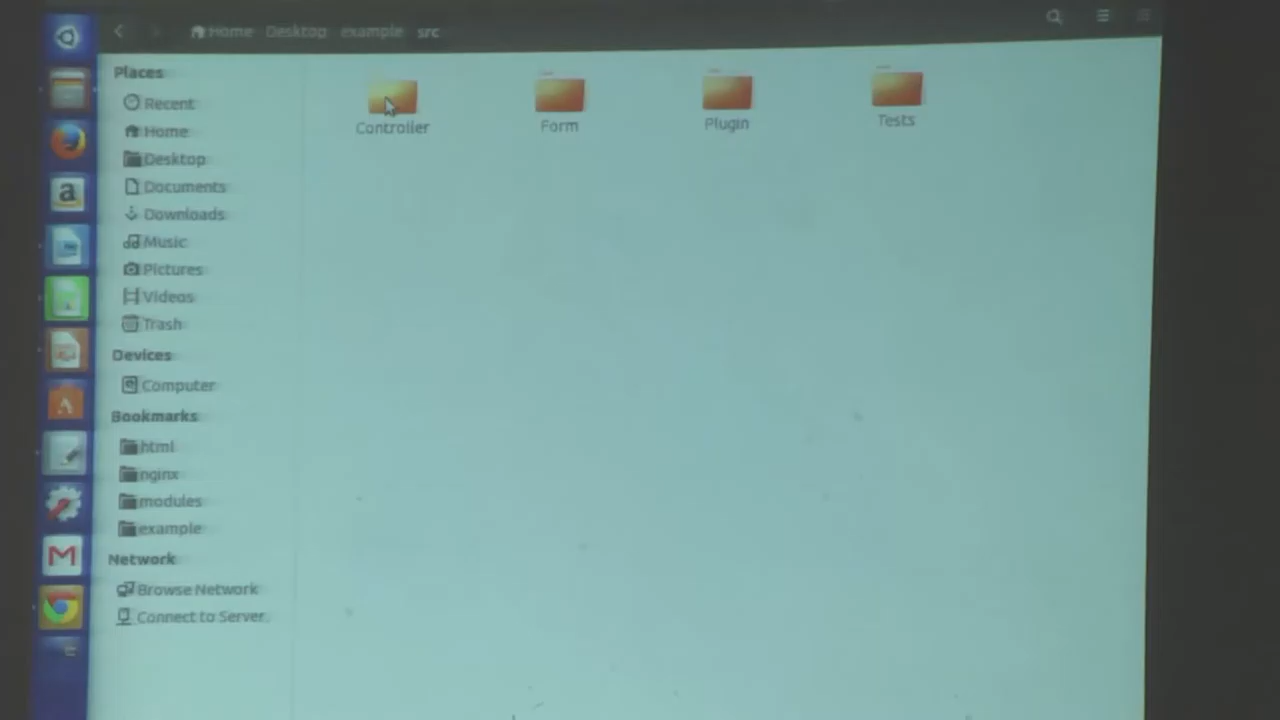 Home Desktop example src
Places
Recent
Home
Desktop
Documents
Downloads
Music
Pictures
Videos
Trash
Devices
Computer
Bookmarks
html
nginx
modules
example
Network
Browse Network
Connect to Server
Controller Form Plugin Tests